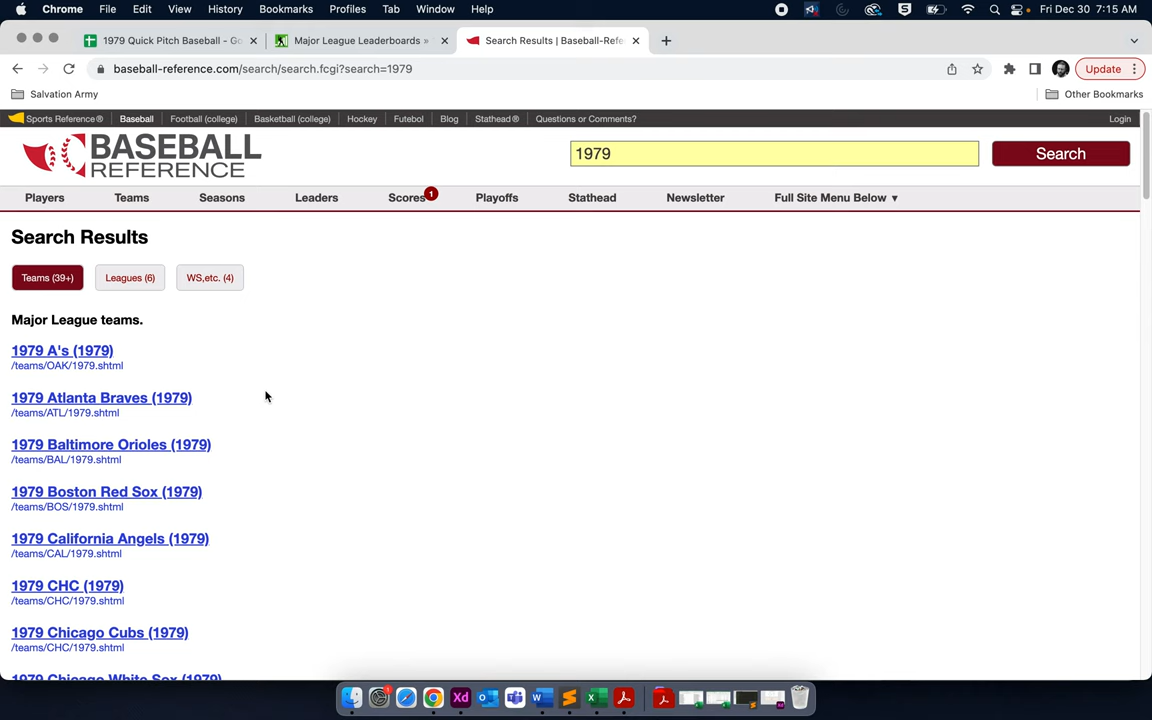 Chrome File Edit View History Bookmarks Profiles Tab Window Help Fri Dec 30 7:15 AM
1979 Quick Pitch Baseball - Go Major League Leaderboards » Search Results | Baseball-Refe
baseball-reference.com/search/search.fcgi?search=1979 Update
Salvation Army Other Bookmarks
Sports Reference® Baseball Football (college) Basketball (college) Hockey Futebol Blog Stathead® Questions or Comments? Login
BASEBALL
REFERENCE
1979 Search
Players Teams Seasons Leaders Scores 1 Playoffs Stathead Newsletter Full Site Menu Below ▼
Search Results
Teams (39+) Leagues (6) WS,etc. (4)
Major League teams.
1979 A's (1979)
/teams/OAK/1979.shtml
1979 Atlanta Braves (1979)
/teams/ATL/1979.shtml
1979 Baltimore Orioles (1979)
/teams/BAL/1979.shtml
1979 Boston Red Sox (1979)
/teams/BOS/1979.shtml
1979 California Angels (1979)
/teams/CAL/1979.shtml
1979 CHC (1979)
/teams/CHC/1979.shtml
1979 Chicago Cubs (1979)
/teams/CHC/1979.shtml
1979 Chicago White Sox (1979)
Xd